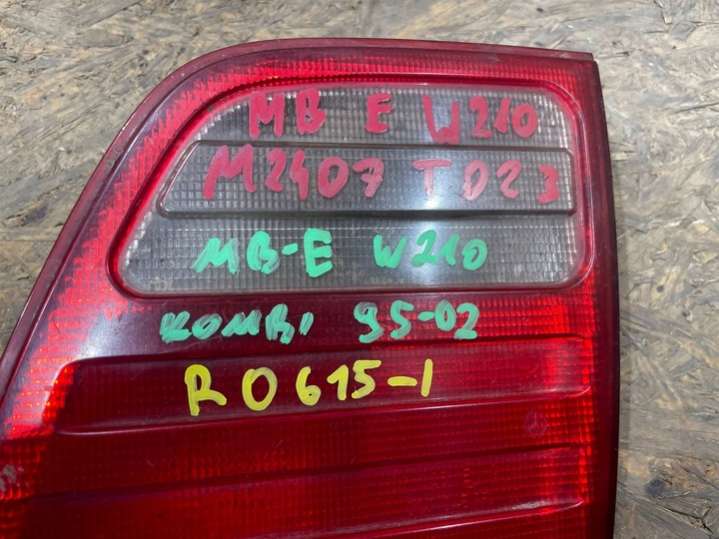 MB E W210
M2407 TD23
MB-E W210
KOMBI 95-02
R0615-1